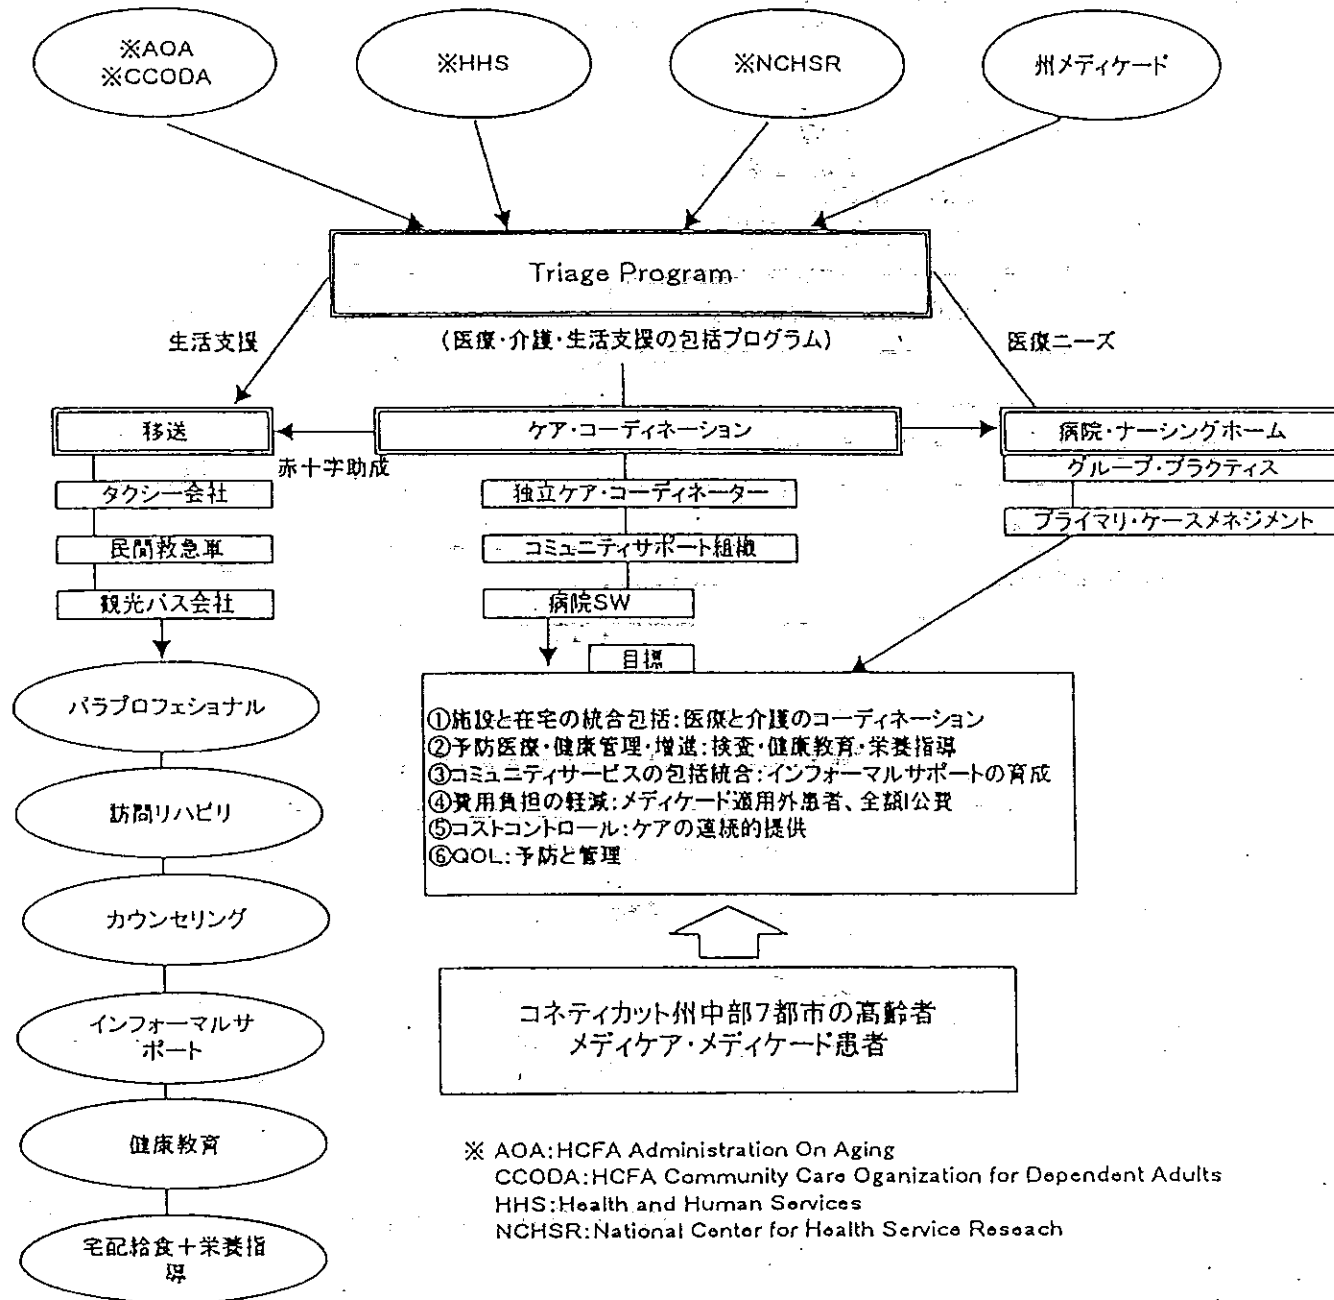 ※AOA
※CCODA
※HHS
※NCHSR
州メディケード
Triage Program
(医療・介護・生活支援の包括プログラム)
生活支援
医療ニーズ
移送
ケア・コーディネーション
病院・ナーシングホーム
赤十字助成
グループ・プラクティス
タクシー会社
独立ケア・コーディネーター
プライマリ・ケースメネジメント
民間救急車
コミュニティサポート組織
観光バス会社
病院SW
目標
パラプロフェショナル
訪問リハビリ
カウンセリング
インフォーマルサ
ポート
健康教育
宅配給食+栄養指
導
①施設と在宅の統合包括:医療と介護のコーディネーション
②予防医療・健康管理・増進:検査・健康教育・栄養指導
③コミュニティサービスの包括統合:インフォーマルサポートの育成
④費用負担の軽減:メディケード適用外患者、全額公費
⑤コストコントロール:ケアの連続的提供
⑥QOL:予防と管理
コネティカット州中部7都市の高齢者
メディケア・メディケード患者
※ AOA:HCFA Administration On Aging
CCODA:HCFA Community Care Oganization for Dependent Adults
HHS:Health and Human Services
NCHSR:National Center for Health Service Reseach